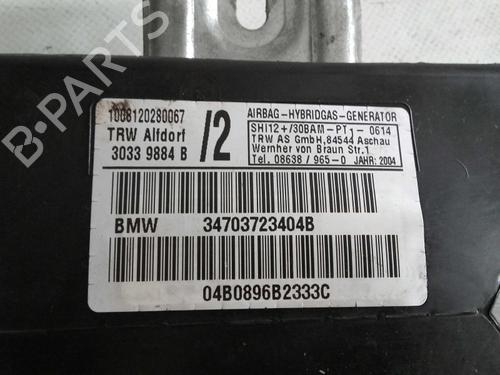 1008120280067
TRW Alfdorf
3033 9884 B
/2
AIRBAG-HYBRIDGAS-GENERATOR
SHI12+/30BAM-PT1-0614
TRW AS GmbH,84544 Aschau
Wernher von Braun Str.1
Tel. 08638/965-0 JAHR: 2004
BMW 34703723404B
04B0896B2333C
B-PARTS